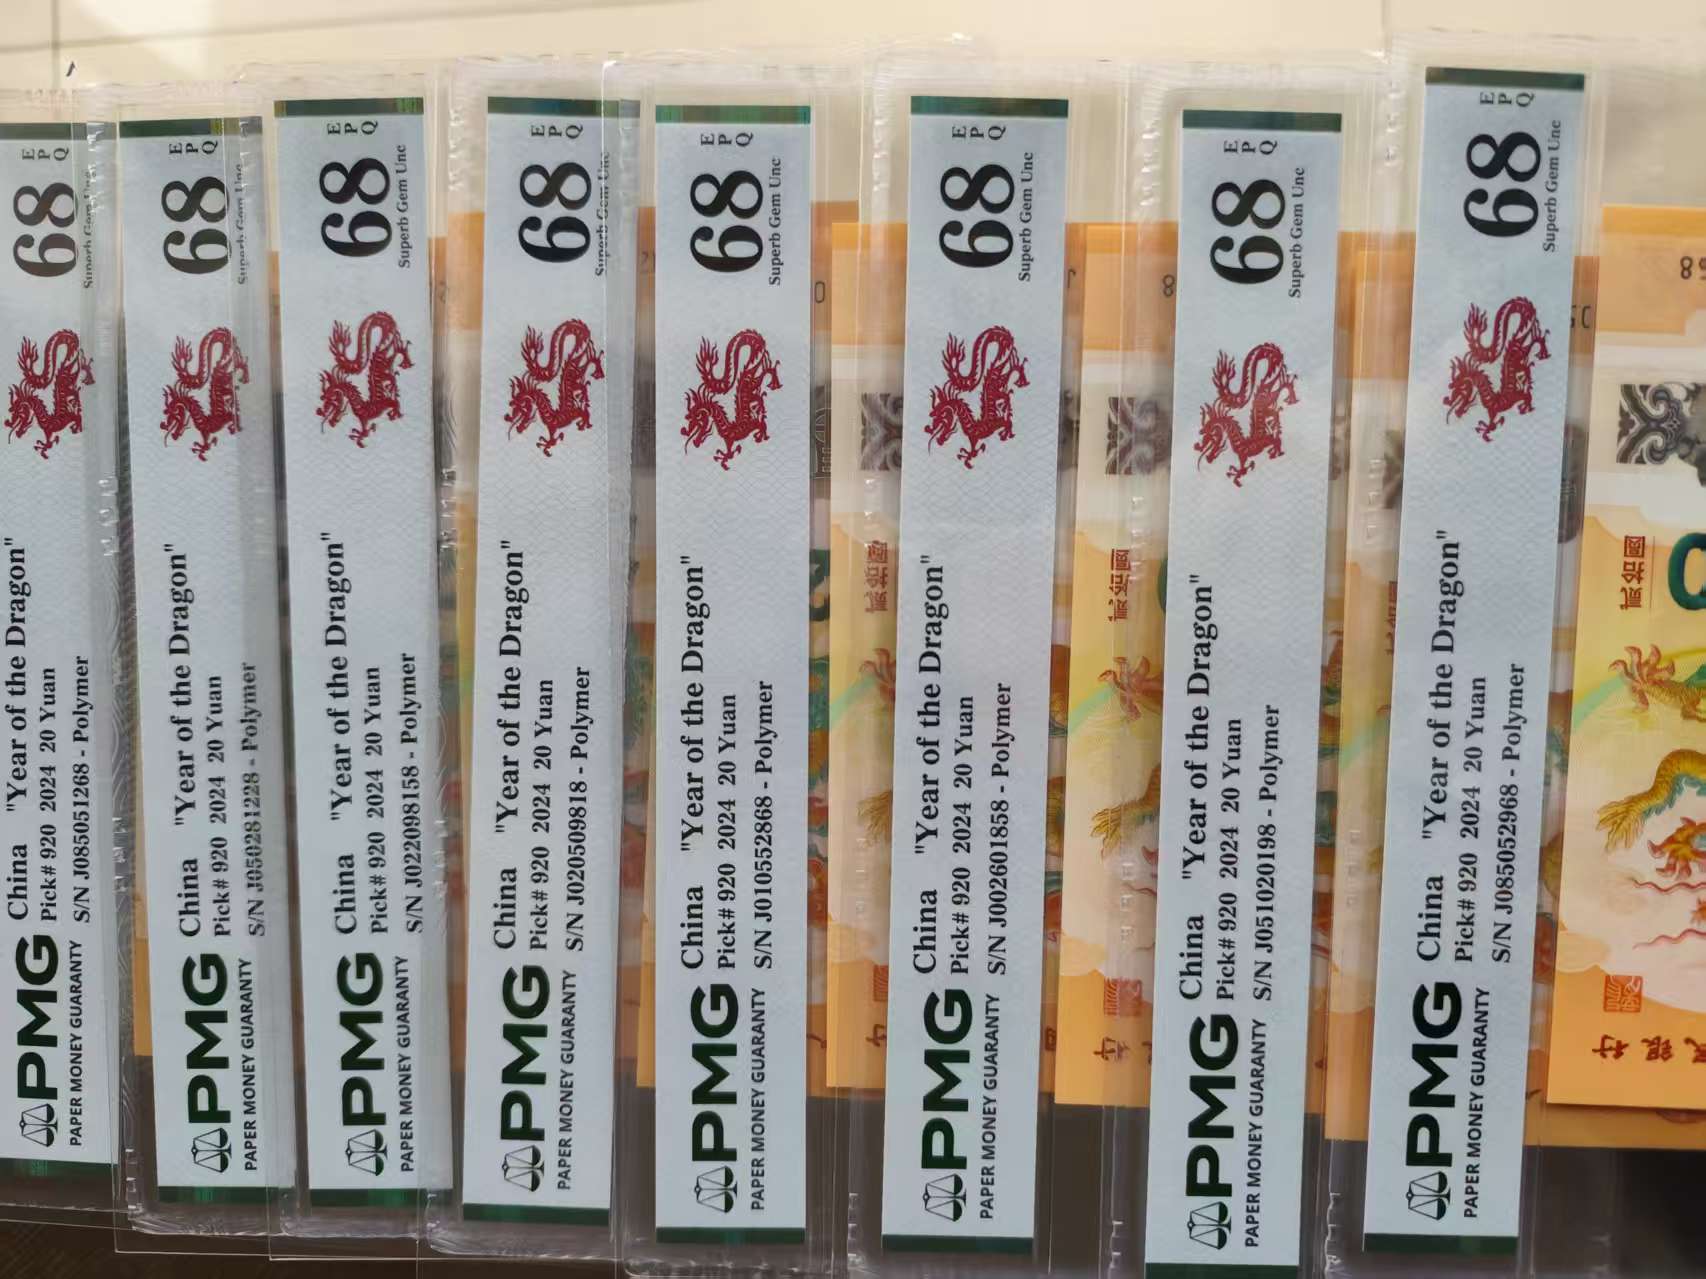 China "Year of the Dragon"
Pick# 920 2024 20 Yuan
S/N J085051268 - Polymer
PMG
PAPER MONEY GUARANTY
68
EPQ
Superb Gem Unc
China "Year of the Dragon"
Pick# 920 2024 20 Yuan
S/N J050281228 - Polymer
PMG
PAPER MONEY GUARANTY
68
EPQ
Superb Gem Unc
China "Year of the Dragon"
Pick# 920 2024 20 Yuan
S/N J022098158 - Polymer
PMG
PAPER MONEY GUARANTY
68
EPQ
Superb Gem Unc
China "Year of the Dragon"
Pick# 920 2024 20 Yuan
S/N J020509818 - Polymer
PMG
PAPER MONEY GUARANTY
68
EPQ
Superb Gem Unc
China "Year of the Dragon"
Pick# 920 2024 20 Yuan
S/N J010552868 - Polymer
PMG
PAPER MONEY GUARANTY
68
EPQ
Superb Gem Unc
China "Year of the Dragon"
Pick# 920 2024 20 Yuan
S/N J002601858 - Polymer
PMG
PAPER MONEY GUARANTY
68
EPQ
Superb Gem Unc
China "Year of the Dragon"
Pick# 920 2024 20 Yuan
S/N J051020198 - Polymer
PMG
PAPER MONEY GUARANTY
68
EPQ
Superb Gem Unc
China "Year of the Dragon"
Pick# 920 2024 20 Yuan
S/N J085052968 - Polymer
PMG
PAPER MONEY GUARANTY
68
EPQ
Superb Gem Unc